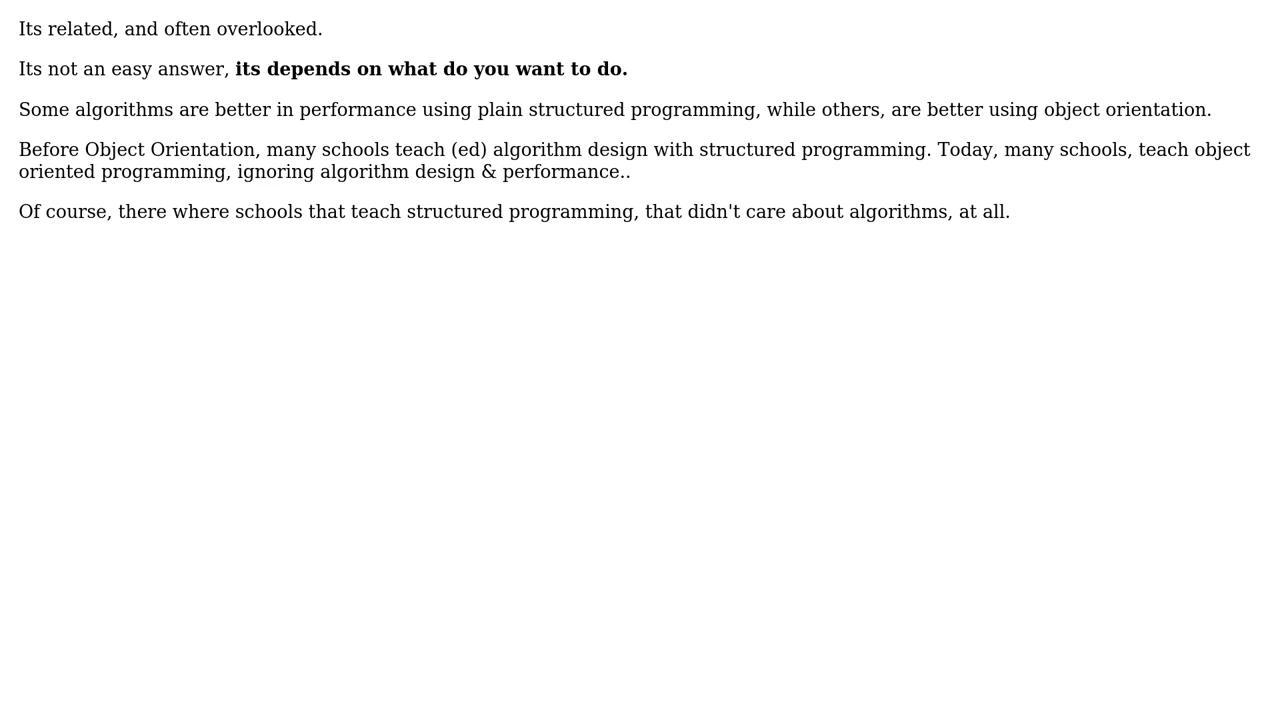 Its related, and often overlooked.
Its not an easy answer, its depends on what do you want to do.
Some algorithms are better in performance using plain structured programming, while others, are better using object orientation.
Before Object Orientation, many schools teach (ed) algorithm design with structured programming. Today, many schools, teach object
oriented programming, ignoring algorithm design & performance..
Of course, there where schools that teach structured programming, that didn't care about algorithms, at all.